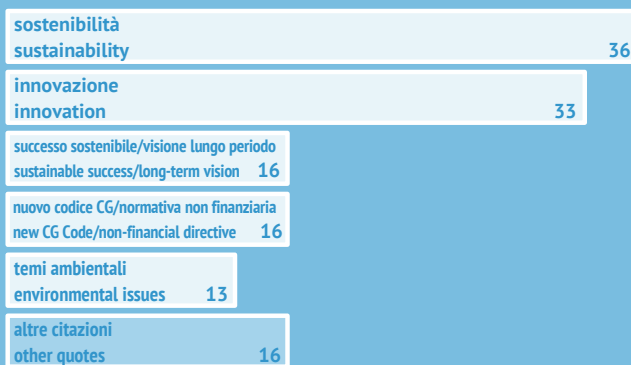 sostenibilità
sustainability 36
innovazione
innovation 33
successo sostenibile/visione lungo periodo
sustainable success/long-term vision 16
nuovo codice CG/normativa non finanziaria
new CG Code/non-financial directive 16
temi ambientali
environmental issues 13
altre citazioni
other quotes 16